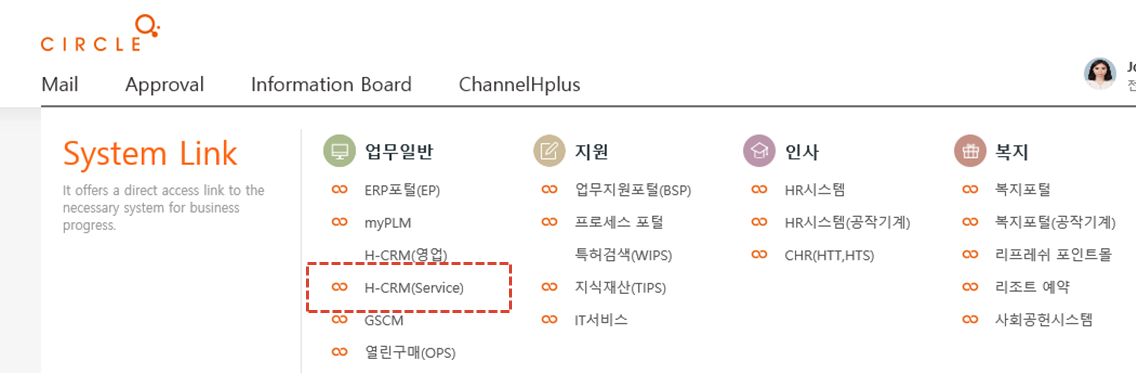 CIRCLE
Mail Approval Information Board ChannelHplus
System Link
It offers a direct access link to the
necessary system for business
progress.
업무일반
ERP포털(EP)
myPLM
H-CRM(영업)
H-CRM(Service)
GSCM
열린구매(OPS)
지원
업무지원포털(BSP)
프로세스 포털
특허검색(WIPS)
지식재산(TIPS)
IT서비스
인사
HR시스템
HR시스템(공작기계)
CHR(HTT,HTS)
복지
복지포털
복지포털(공작기계)
리프레쉬 포인트몰
리조트 예약
사회공헌시스템